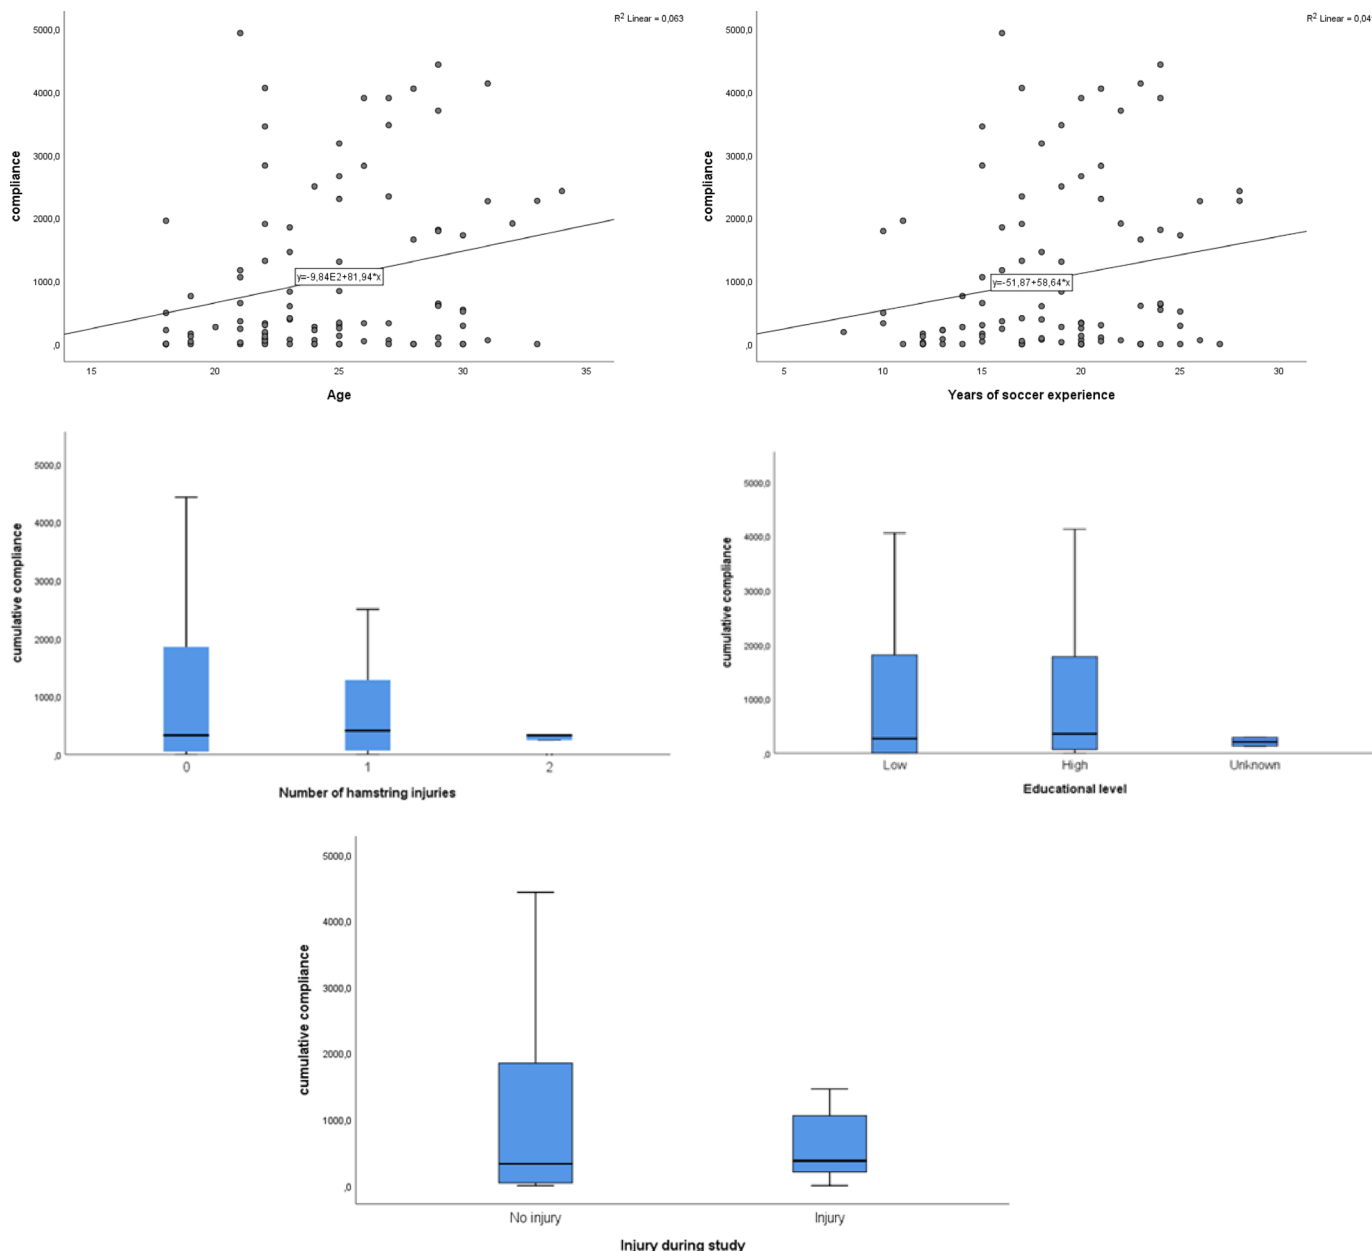 R² Linear = 0,063
5000,0
4000,0
3000,0
2000,0
1000,0
,0
compliance
y=-9,84E2+81,94*x
15 20 25 30 35
Age
R² Linear = 0,04
5000,0
4000,0
3000,0
2000,0
1000,0
,0
compliance
y=-51,87+58,64*x
5 10 15 20 25 30
Years of soccer experience
5000,0
4000,0
3000,0
2000,0
1000,0
,0
cumulative compliance
0 1 2
Number of hamstring injuries
5000,0
4000,0
3000,0
2000,0
1000,0
,0
cumulative compliance
Low High Unknown
Educational level
5000,0
4000,0
3000,0
2000,0
1000,0
,0
cumulative compliance
No injury Injury
Injury during study